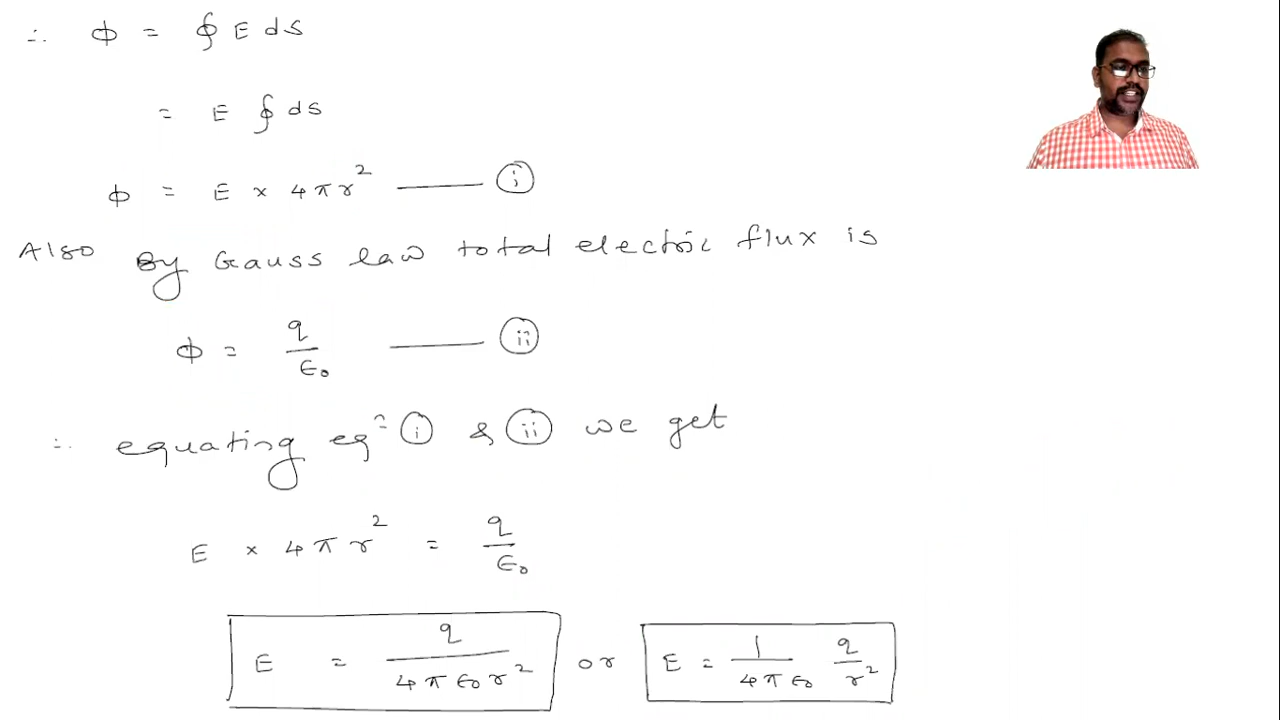 ∴ ϕ = ∮ E ds
= E ∮ ds
ϕ = E × 4πr² —— (i)
Also By Gauss law total electric flux is
ϕ = q/ϵ₀ —— (ii)
∴ equating eqⁿ (i) & (ii) we get
E × 4πr² = q/ϵ₀
E = q/4πϵ₀r² or E = 1/4πϵ₀ q/r²